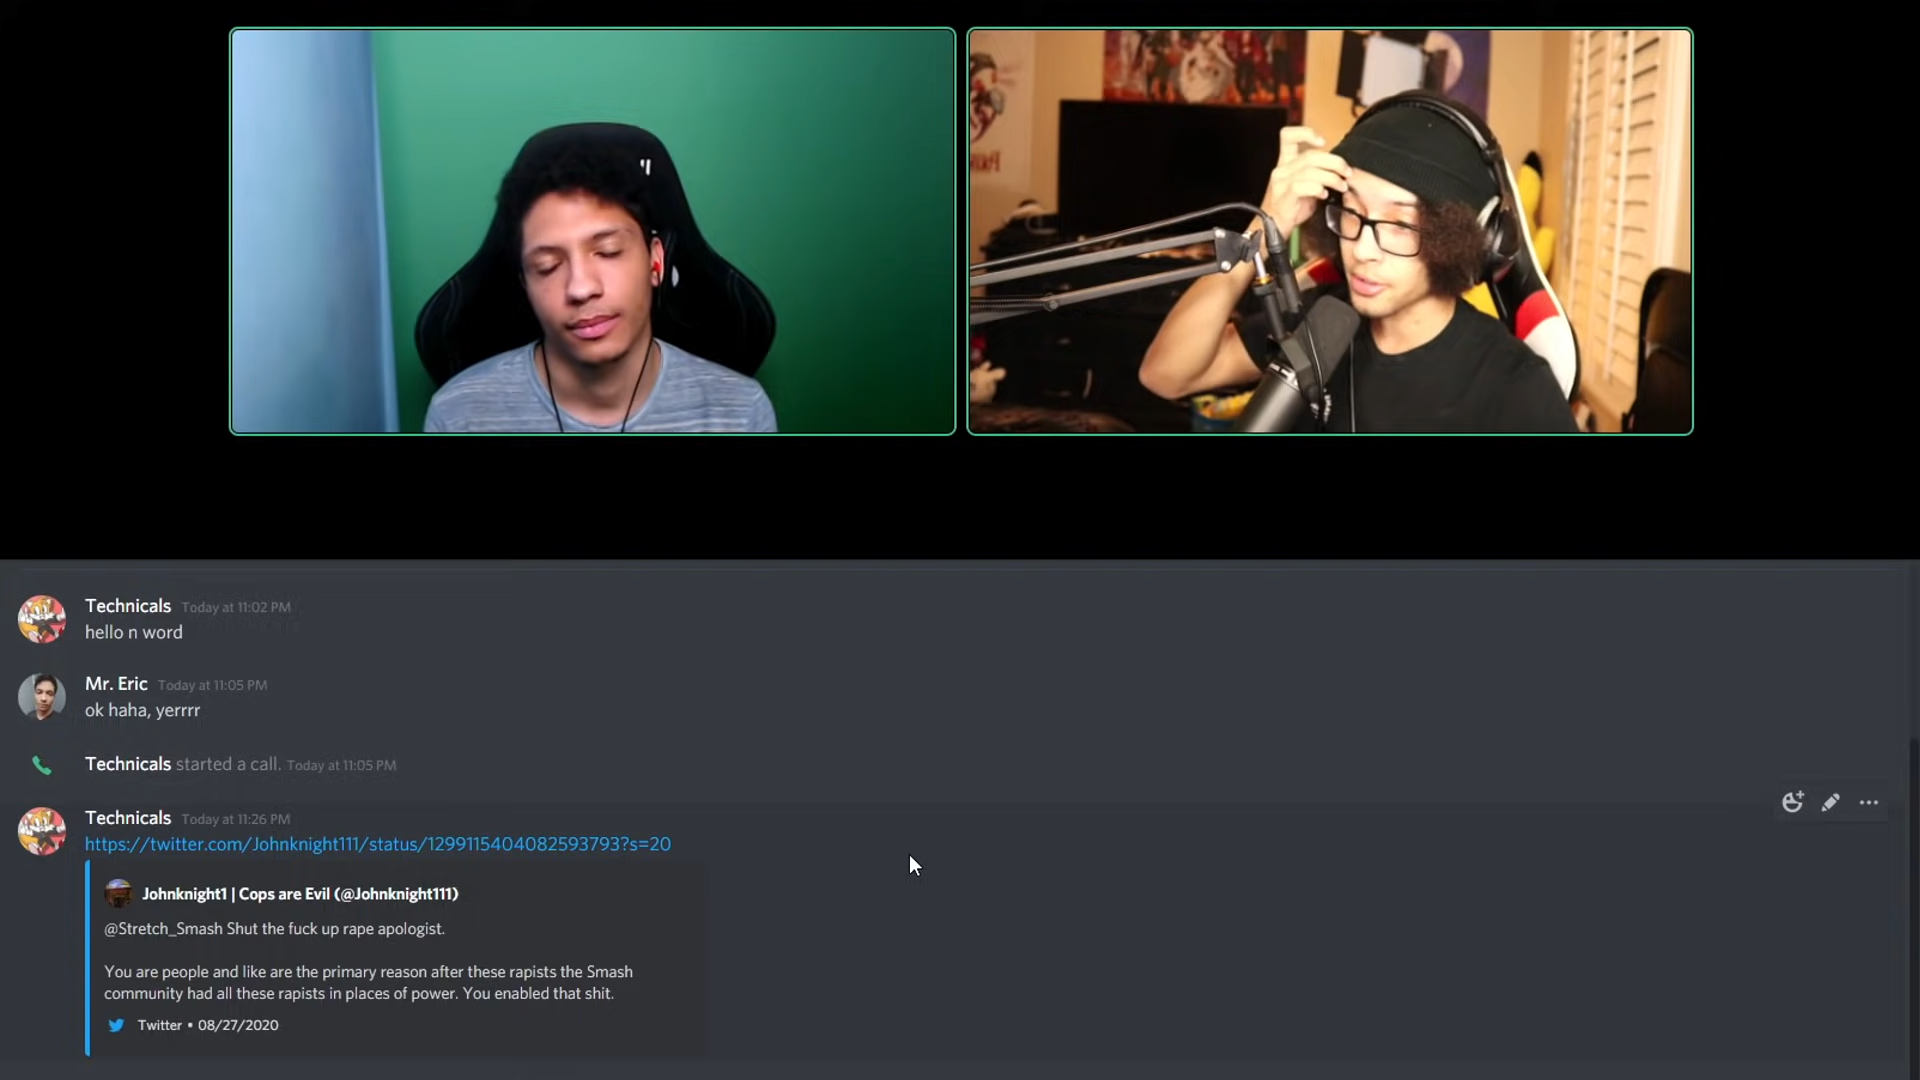 Technicals Today at 11:02 PM
hello n word
Mr. Eric Today at 11:05 PM
ok haha, yerrrr
Technicals started a call. Today at 11:05 PM
Technicals Today at 11:26 PM
https://twitter.com/Johnknight111/status/1299115404082593793?s=20
Johnknight1 | Cops are Evil (@Johnknight111)
@Stretch_Smash Shut the fuck up rape apologist.
You are people and like are the primary reason after these rapists the Smash
community had all these rapists in places of power. You enabled that shit.
Twitter • 08/27/2020